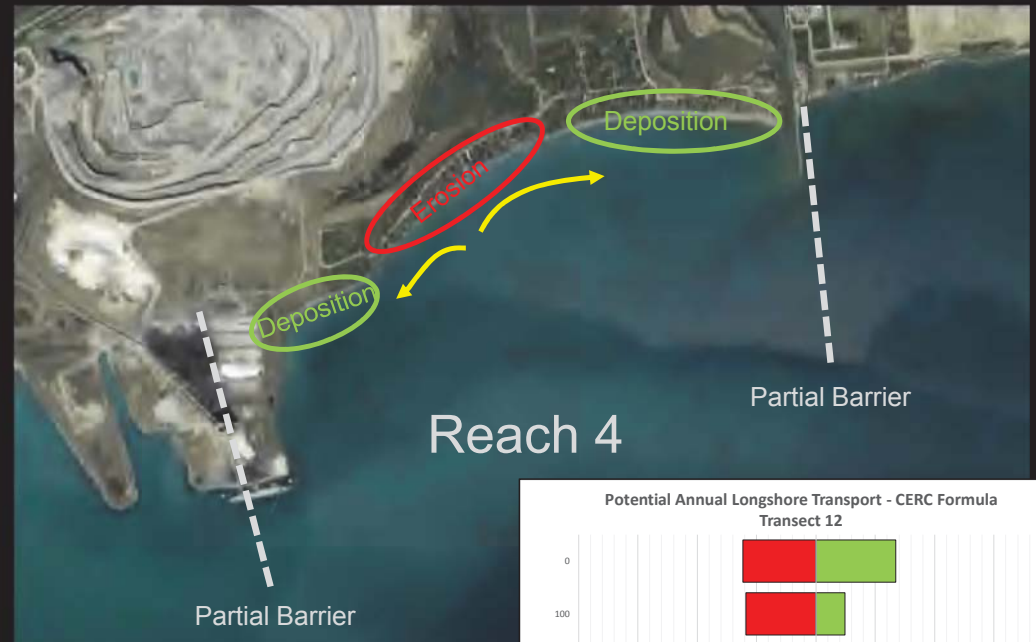 Deposition
Erosion
Deposition
Partial Barrier
Reach 4
Partial Barrier
Potential Annual Longshore Transport - CERC Formula
Transect 12
0
100